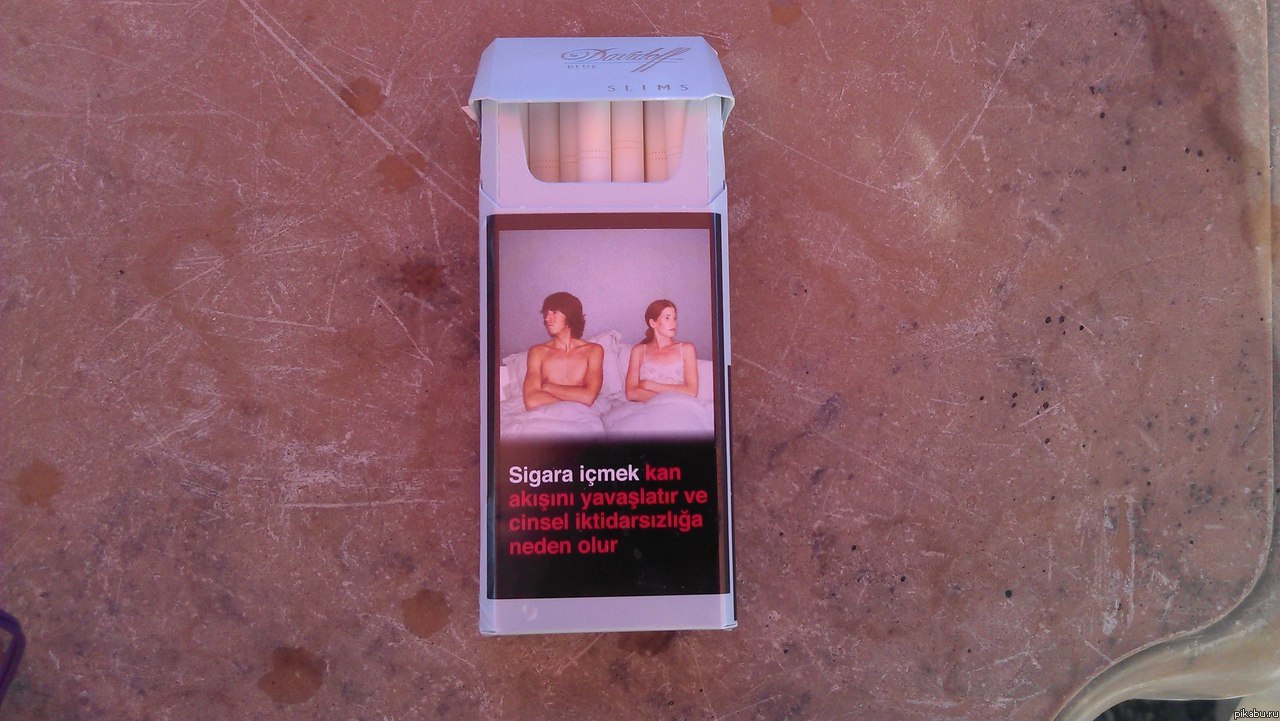 Davidoff
BLUE
SLIMS
Sigara içmek kan
akışını yavaşlatır ve
cinsel iktidarsızlığa
neden olur
pikabu.ru